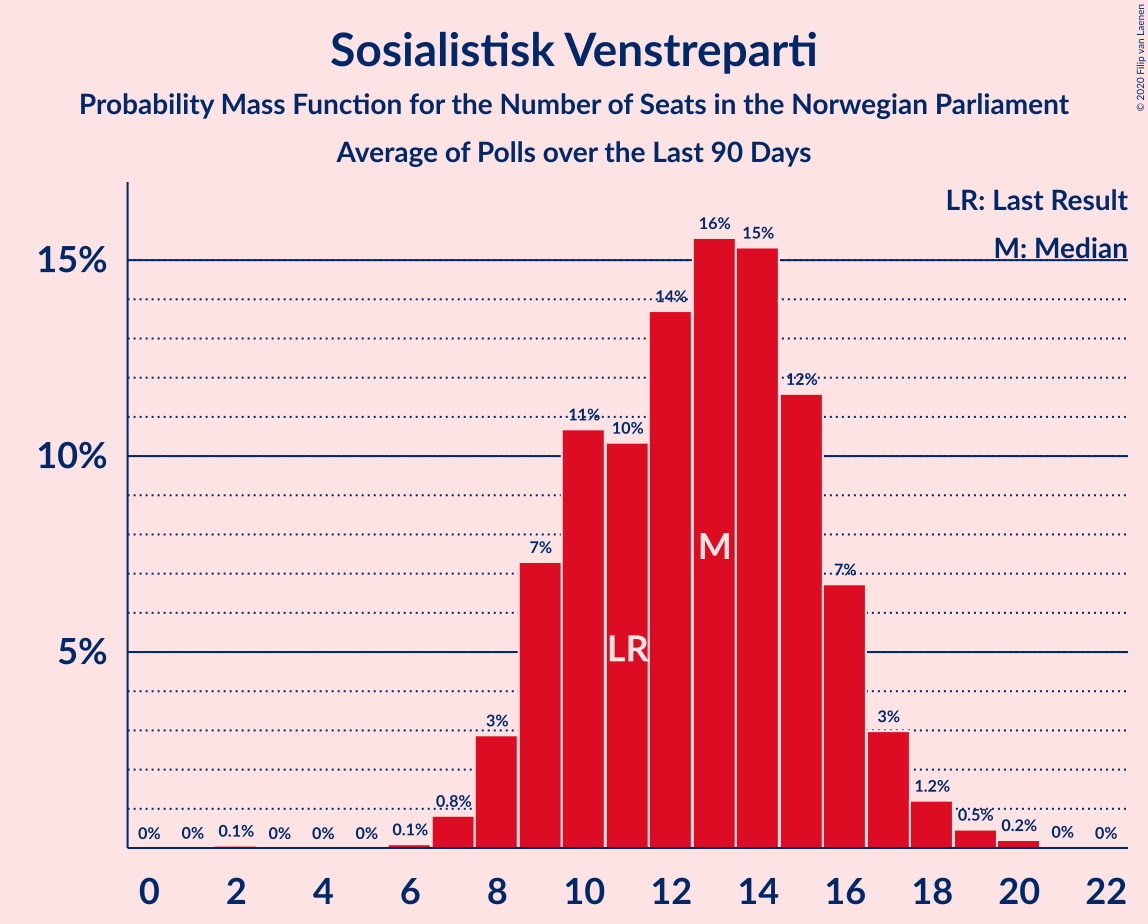 Sosialistisk Venstreparti
Probability Mass Function for the Number of Seats in the Norwegian Parliament
Average of Polls over the Last 90 Days
© 2020 Filip van Laenen
LR: Last Result
M: Median
15%
10%
5%
0%
0%
0.1%
0%
0%
0%
0.1%
0.8%
3%
7%
11%
10%
14%
16%
15%
12%
7%
3%
1.2%
0.5%
0.2%
0%
0%
LR
M
0 2 4 6 8 10 12 14 16 18 20 22